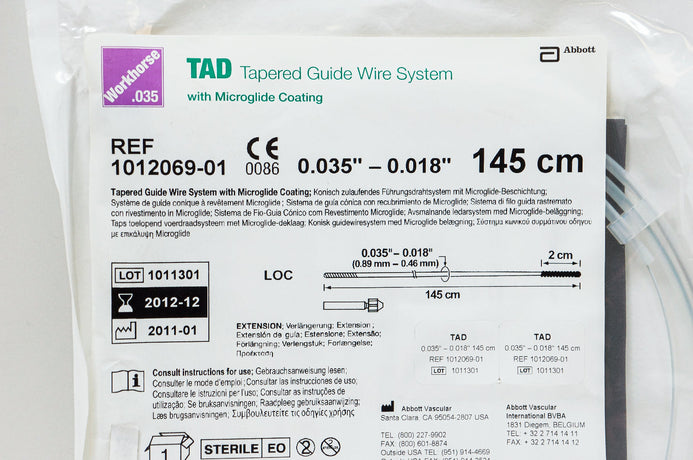 Workhorse
.035
TAD Tapered Guide Wire System
with Microglide Coating
Abbott
REF
1012069-01
CE
0086
0.035" – 0.018" 145 cm
Tapered Guide Wire System with Microglide Coating; Konisch zulaufendes Führungsdrahtsystem mit Microglide-Beschichtung;
Système de guide conique à revêtement Microglide; Sistema de guía cónica con recubrimiento de Microglide; Sistema di filo guida rastremato
con rivestimento in Microglide; Sistema de Fio-Guia Cónico com Revestimento Microglide; Avsmalnande ledarsystem med Microglide-beläggning;
Taps toelopend voerdraadsysteem met Microglide-deklaag; Konisk guidewiresystem med Microglide belægning; Σύστημα κωνικού συρμάτινου οδηγού
με επικάλυψη Microglide
LOT 1011301
2012-12
2011-01
LOC
0.035"– 0.018"
(0.89 mm – 0.46 mm)
2 cm
145 cm
EXTENSION; Verlängerung; Extension;
Extensión de guía; Estensione; Extensão;
Förlängning; Verlengstuk; Forlængelse;
Προέκταση
TAD
0.035" – 0.018" 145 cm
REF 1012069-01
LOT 1011301
TAD
0.035" – 0.018" 145 cm
REF 1012069-01
LOT 1011301
Consult instructions for use; Gebrauchsanweisung lesen;
Consulter le mode d'emploi; Consultar las instrucciones de uso;
Consultare le istruzioni per l'uso; Consultar as instruções de
utilização; Se bruksanvisningen, Raadpleeg gebruiksaanwijzing;
Læs brugsanvisningen; Συμβουλευτείτε τις οδηγίες χρήσης
1
STERILE EO
2
Abbott Vascular
Santa Clara, CA 95054-2807 USA
TEL: (800) 227-9902
FAX: (800) 601-8874
Outside USA TEL: (951) 914-4669
Abbott Vascular
International BVBA
1831 Diegem, BELGIUM
TEL: + 32 2 714 14 11
FAX: + 32 2 714 14 12